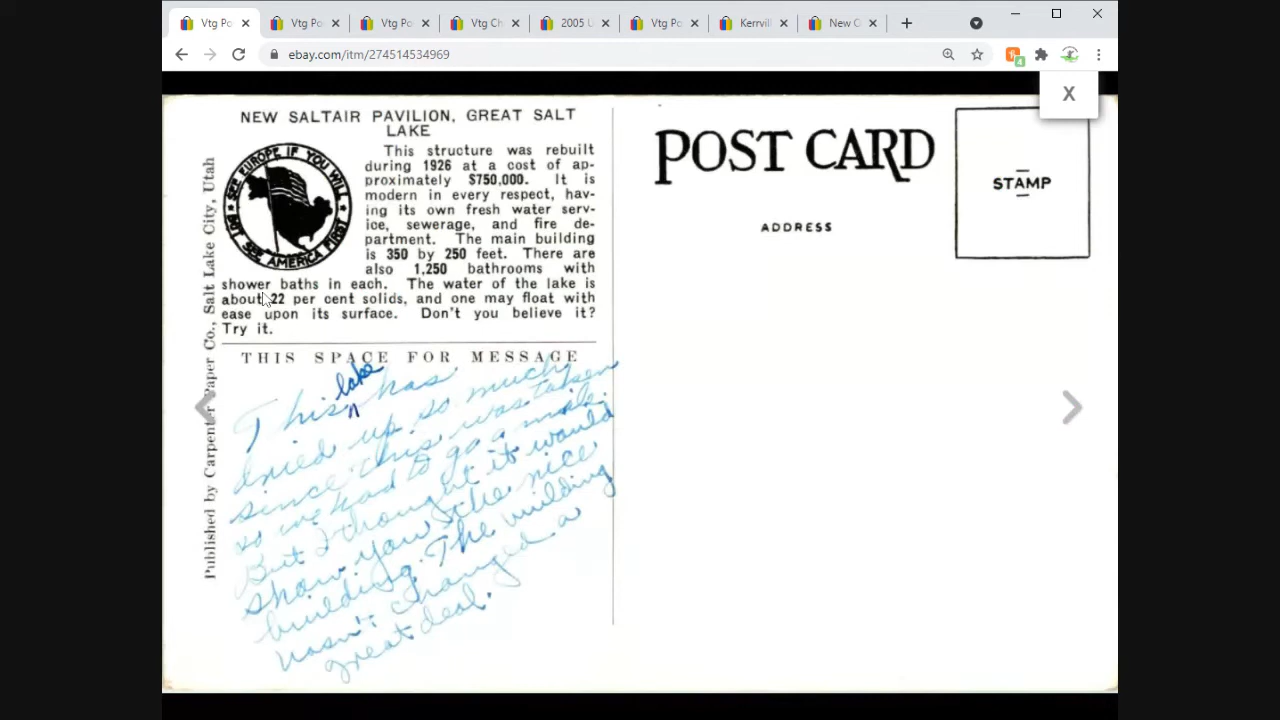 Vtg Po
Vtg Po
Vtg Po
Vtg Ch
2005 U
Vtg Po
Kerrvill
New C
ebay.com/itm/274514534969
4
X
NEW SALTAIR PAVILION, GREAT SALT
LAKE
SEE EUROPE IF YOU WILL
BUT SEE AMERICA FIRST
This structure was rebuilt
during 1926 at a cost of ap-
proximately $750,000. It is
modern in every respect, hav-
ing its own fresh water serv-
ice, sewerage, and fire de-
partment. The main building
is 350 by 250 feet. There are
also 1,250 bathrooms with
shower baths in each. The water of the lake is
about 22 per cent solids, and one may float with
ease upon its surface. Don't you believe it?
Try it.
Published by Carpenter Paper Co., Salt Lake City, Utah
THIS SPACE FOR MESSAGE
This lake has
dried up so much
since this was taken
so we had to go a mile.
But I thought it would
show you the nice
building. The building
hasn't changed a
great deal.
POST CARD
ADDRESS
STAMP